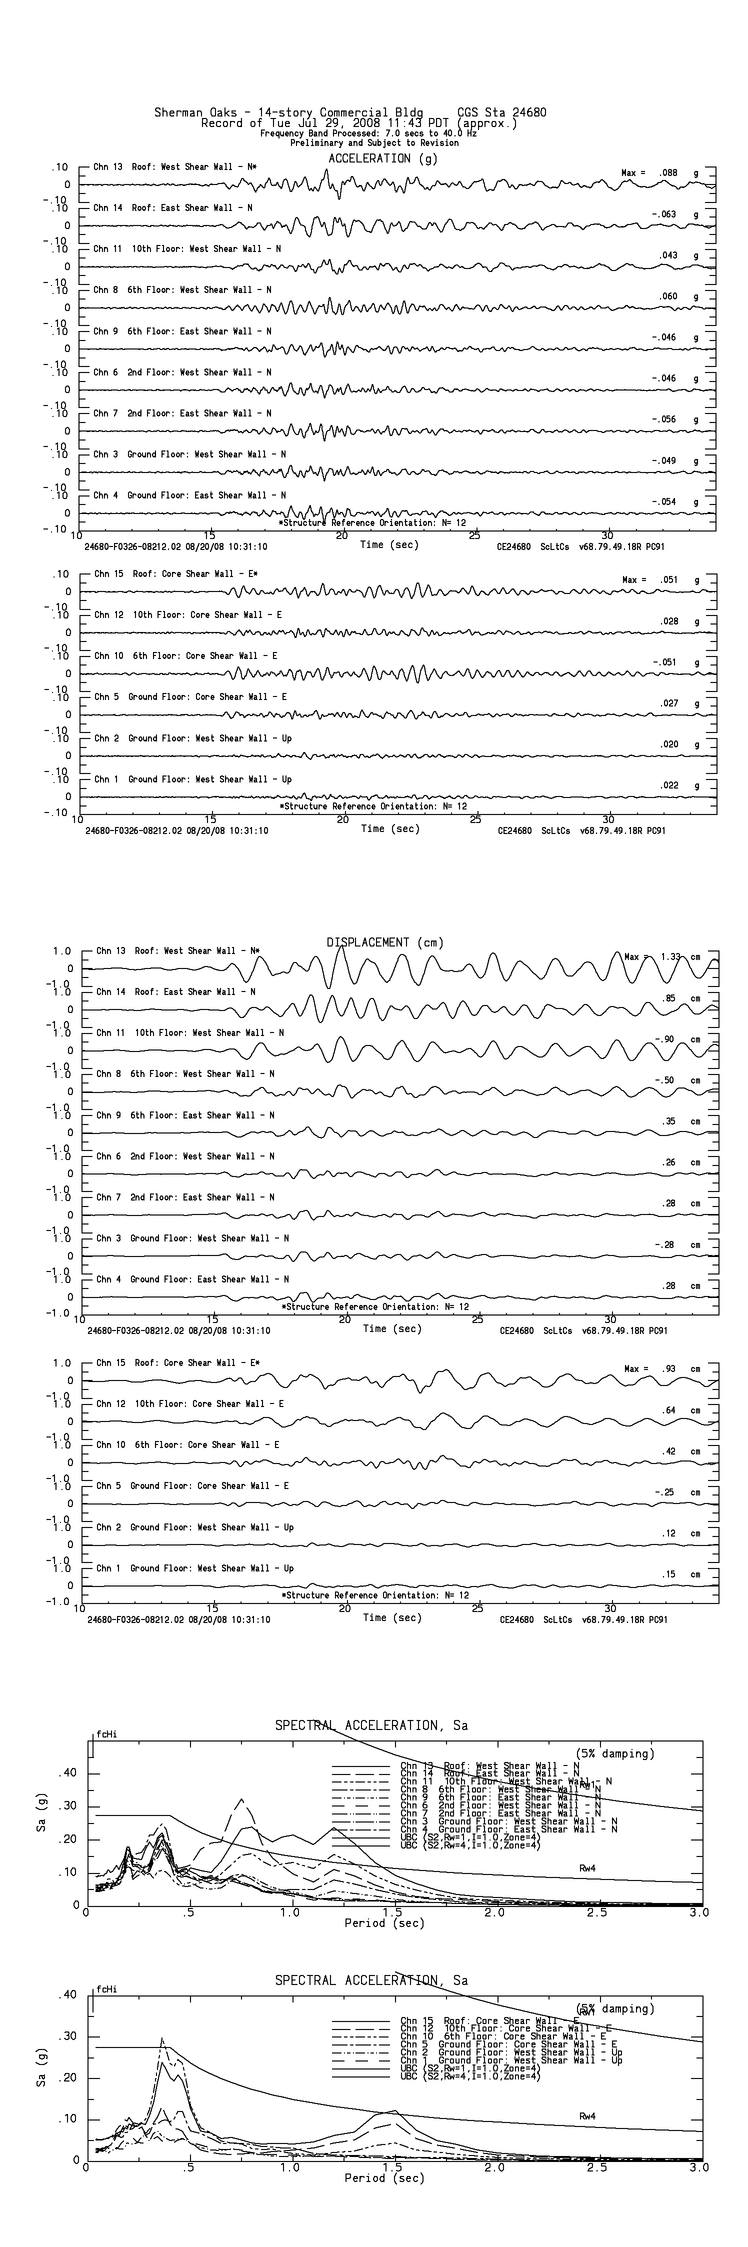 Sherman Oaks - 14-story Commercial Bldg CGS Sta 24680
Record of Tue Jul 29, 2008 11:43 PDT (approx.)
Frequency Band Processed: 7.0 secs to 40.0 Hz
Preliminary and Subject to Revision
ACCELERATION (g)
.10 Chn 13 Roof: West Shear Wall - N*
0 Max = .088 g
-.10
.10 Chn 14 Roof: East Shear Wall - N
0 -.063 g
-.10
.10 Chn 11 10th Floor: West Shear Wall - N
0 .043 g
-.10
.10 Chn 8 6th Floor: West Shear Wall - N
0 .060 g
-.10
.10 Chn 9 6th Floor: East Shear Wall - N
0 -.046 g
-.10
.10 Chn 6 2nd Floor: West Shear Wall - N
0 -.046 g
-.10
.10 Chn 7 2nd Floor: East Shear Wall - N
0 -.056 g
-.10
.10 Chn 3 Ground Floor: West Shear Wall - N
0 -.049 g
-.10
.10 Chn 4 Ground Floor: East Shear Wall - N
0 -.054 g
-.10 *Structure Reference Orientation: N= 12
10 15 20 25 30
24680-F0326-08212.02 08/20/08 10:31:10 Time (sec) CE24680 ScLtCs v68.79.49.18R PC91
.10 Chn 15 Roof: Core Shear Wall - E*
0 Max = .051 g
-.10
.10 Chn 12 10th Floor: Core Shear Wall - E
0 .028 g
-.10
.10 Chn 10 6th Floor: Core Shear Wall - E
0 -.051 g
-.10
.10 Chn 5 Ground Floor: Core Shear Wall - E
0 .027 g
-.10
.10 Chn 2 Ground Floor: West Shear Wall - Up
0 .020 g
-.10
.10 Chn 1 Ground Floor: West Shear Wall - Up
0 .022 g
-.10 *Structure Reference Orientation: N= 12
10 15 20 25 30
24680-F0326-08212.02 08/20/08 10:31:10 Time (sec) CE24680 ScLtCs v68.79.49.18R PC91
DISPLACEMENT (cm)
1.0 Chn 13 Roof: West Shear Wall - N*
0 Max = 1.33 cm
-1.0
1.0 Chn 14 Roof: East Shear Wall - N
0 .85 cm
-1.0
1.0 Chn 11 10th Floor: West Shear Wall - N
0 -.90 cm
-1.0
1.0 Chn 8 6th Floor: West Shear Wall - N
0 -.50 cm
-1.0
1.0 Chn 9 6th Floor: East Shear Wall - N
0 .35 cm
-1.0
1.0 Chn 6 2nd Floor: West Shear Wall - N
0 .26 cm
-1.0
1.0 Chn 7 2nd Floor: East Shear Wall - N
0 .28 cm
-1.0
1.0 Chn 3 Ground Floor: West Shear Wall - N
0 -.28 cm
-1.0
1.0 Chn 4 Ground Floor: East Shear Wall - N
0 .28 cm
-1.0 *Structure Reference Orientation: N= 12
10 15 20 25 30
24680-F0326-08212.02 08/20/08 10:31:10 Time (sec) CE24680 ScLtCs v68.79.49.18R PC91
1.0 Chn 15 Roof: Core Shear Wall - E*
0 Max = .93 cm
-1.0
1.0 Chn 12 10th Floor: Core Shear Wall - E
0 .64 cm
-1.0
1.0 Chn 10 6th Floor: Core Shear Wall - E
0 .42 cm
-1.0
1.0 Chn 5 Ground Floor: Core Shear Wall - E
0 -.25 cm
-1.0
1.0 Chn 2 Ground Floor: West Shear Wall - Up
0 .12 cm
-1.0
1.0 Chn 1 Ground Floor: West Shear Wall - Up
0 .15 cm
-1.0 *Structure Reference Orientation: N= 12
10 15 20 25 30
24680-F0326-08212.02 08/20/08 10:31:10 Time (sec) CE24680 ScLtCs v68.79.49.18R PC91
SPECTRAL ACCELERATION, Sa
fcHi
(5% damping)
Chn 13 Roof: West Shear Wall - N
Chn 14 Roof: East Shear Wall - N
Chn 11 10th Floor: West Shear Wall - N
Chn 8 6th Floor: West Shear Wall - N
Chn 9 6th Floor: East Shear Wall - N
Chn 6 2nd Floor: West Shear Wall - N
Chn 7 2nd Floor: East Shear Wall - N
Chn 3 Ground Floor: West Shear Wall - N
Chn 4 Ground Floor: East Shear Wall - N
UBC (S2,Rw=1,I=1.0,Zone=4)
UBC (S2,Rw=4,I=1.0,Zone=4)
Rw1
Rw4
Sa (g)
.40
.30
.20
.10
0
0 .5 1.0 1.5 2.0 2.5 3.0
Period (sec)
SPECTRAL ACCELERATION, Sa
fcHi
(5% damping)
Rw1
Chn 15 Roof: Core Shear Wall - E
Chn 12 10th Floor: Core Shear Wall - E
Chn 10 6th Floor: Core Shear Wall - E
Chn 5 Ground Floor: Core Shear Wall - E
Chn 2 Ground Floor: West Shear Wall - Up
Chn 1 Ground Floor: West Shear Wall - Up
UBC (S2,Rw=1,I=1.0,Zone=4)
UBC (S2,Rw=4,I=1.0,Zone=4)
Rw4
Sa (g)
.40
.30
.20
.10
0
0 .5 1.0 1.5 2.0 2.5 3.0
Period (sec)